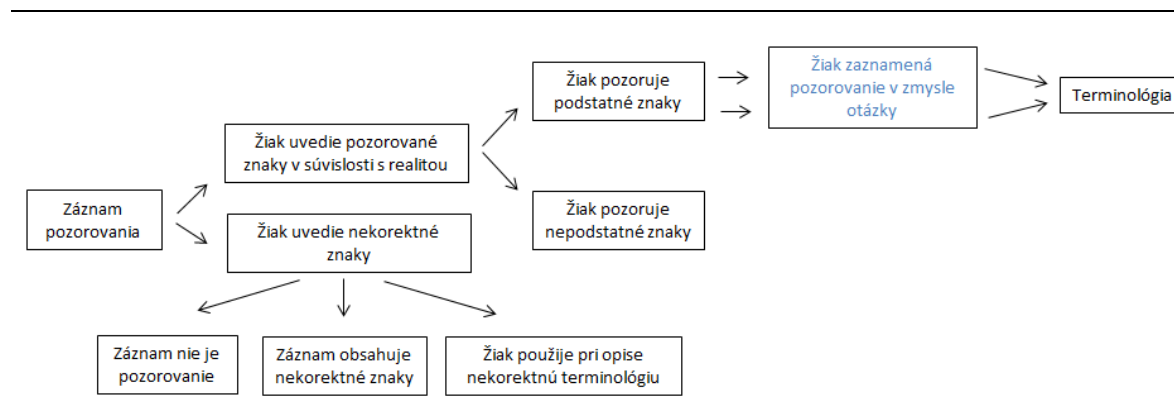 Záznam
pozorovania
Žiak uvedie pozorované
znaky v súvislosti s realitou
Žiak uvedie nekorektné
znaky
Žiak pozoruje
podstatné znaky
Žiak pozoruje
nepodstatné znaky
Žiak zaznamená
pozorovanie v zmysle
otázky
Terminológia
Záznam nie je
pozorovanie
Záznam obsahuje
nekorektné znaky
Žiak použije pri opise
nekorektnú terminológiu